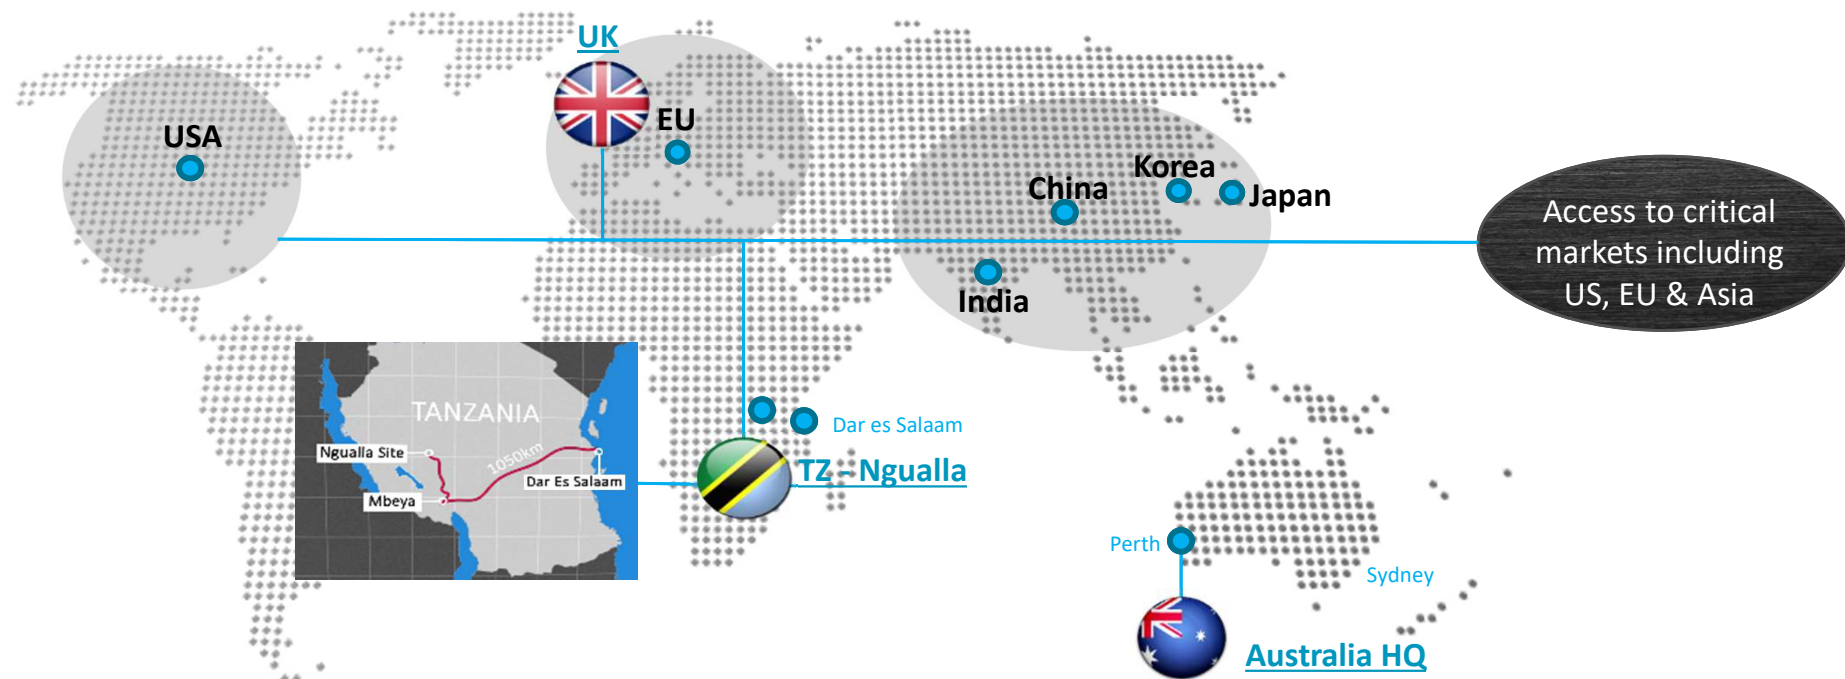 UK
USA
EU
Korea
China
Japan
India
Access to critical
markets including
US, EU & Asia
TANZANIA
Ngualla Site
1050km
Dar Es Salaam
Mbeya
Dar es Salaam
TZ - Ngualla
Perth
Sydney
Australia HQ